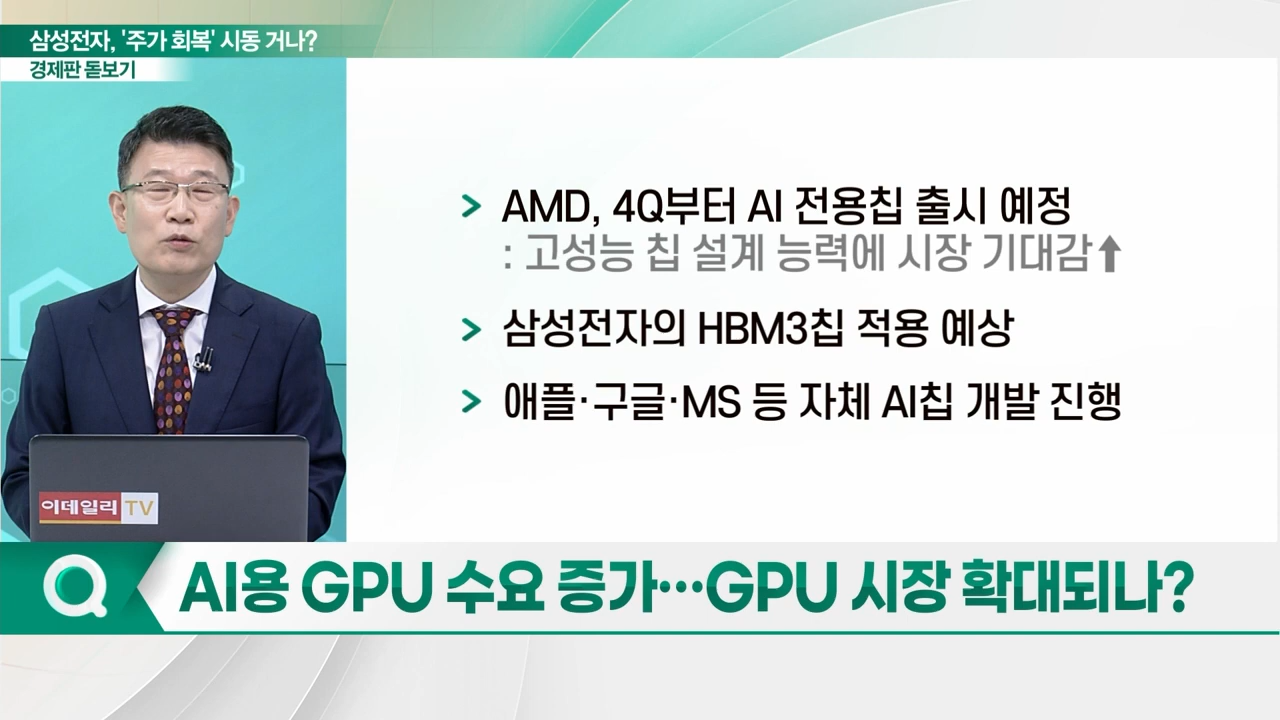 삼성전자, '주가 회복' 시동 거나?
경제판 돋보기
> AMD, 4Q부터 AI 전용칩 출시 예정
: 고성능 칩 설계 능력에 시장 기대감⬆
> 삼성전자의 HBM3칩 적용 예상
> 애플·구글·MS 등 자체 AI칩 개발 진행
이데일리 TV
AI용 GPU 수요 증가…GPU 시장 확대되나?